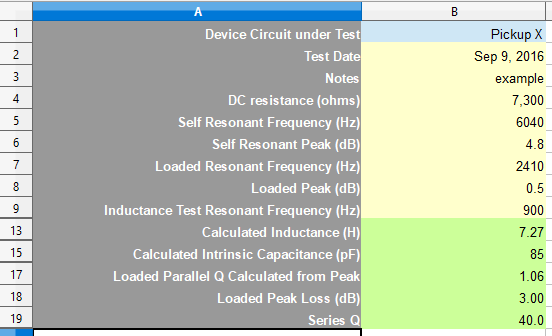 A B
1 Device Circuit under Test Pickup X
2 Test Date Sep 9, 2016
3 Notes example
4 DC resistance (ohms) 7,300
5 Self Resonant Frequency (Hz) 6040
6 Self Resonant Peak (dB) 4.8
7 Loaded Resonant Frequency (Hz) 2410
8 Loaded Peak (dB) 0.5
9 Inductance Test Resonant Frequency (Hz) 900
13 Calculated Inductance (H) 7.27
15 Calculated Intrinsic Capacitance (pF) 85
17 Loaded Parallel Q Calculated from Peak 1.06
18 Loaded Peak Loss (dB) 3.00
19 Series Q 40.0